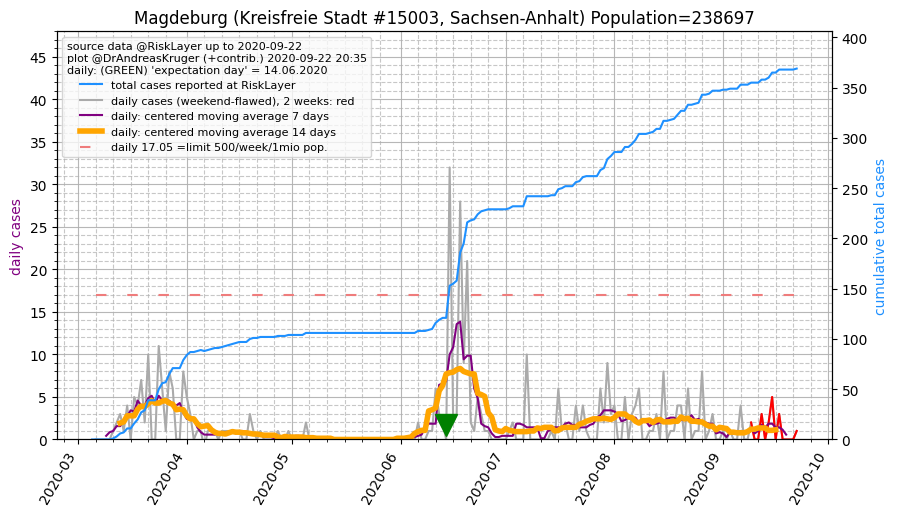 Magdeburg (Kreisfreie Stadt #15003, Sachsen-Anhalt) Population=238697
source data @RiskLayer up to 2020-09-22
plot @DrAndreasKruger (+contrib.) 2020-09-22 20:35
daily: (GREEN) 'expectation day' = 14.06.2020
total cases reported at RiskLayer
daily cases (weekend-flawed), 2 weeks: red
daily: centered moving average 7 days
daily: centered moving average 14 days
daily 17.05 =limit 500/week/1mio pop.
daily cases
45
40
35
30
25
20
15
10
5
0
400
350
300
250
200
150
100
50
0
cumulative total cases
2020-03
2020-04
2020-05
2020-06
2020-07
2020-08
2020-09
2020-10